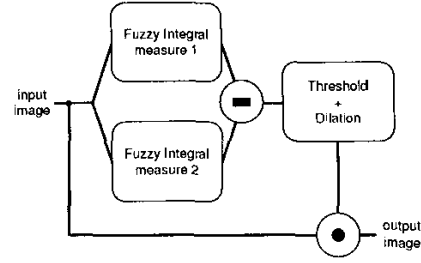 Fuzzy Integral
measure 1
input
image
Threshold
+
Dilation
Fuzzy Integral
measure 2
output
image